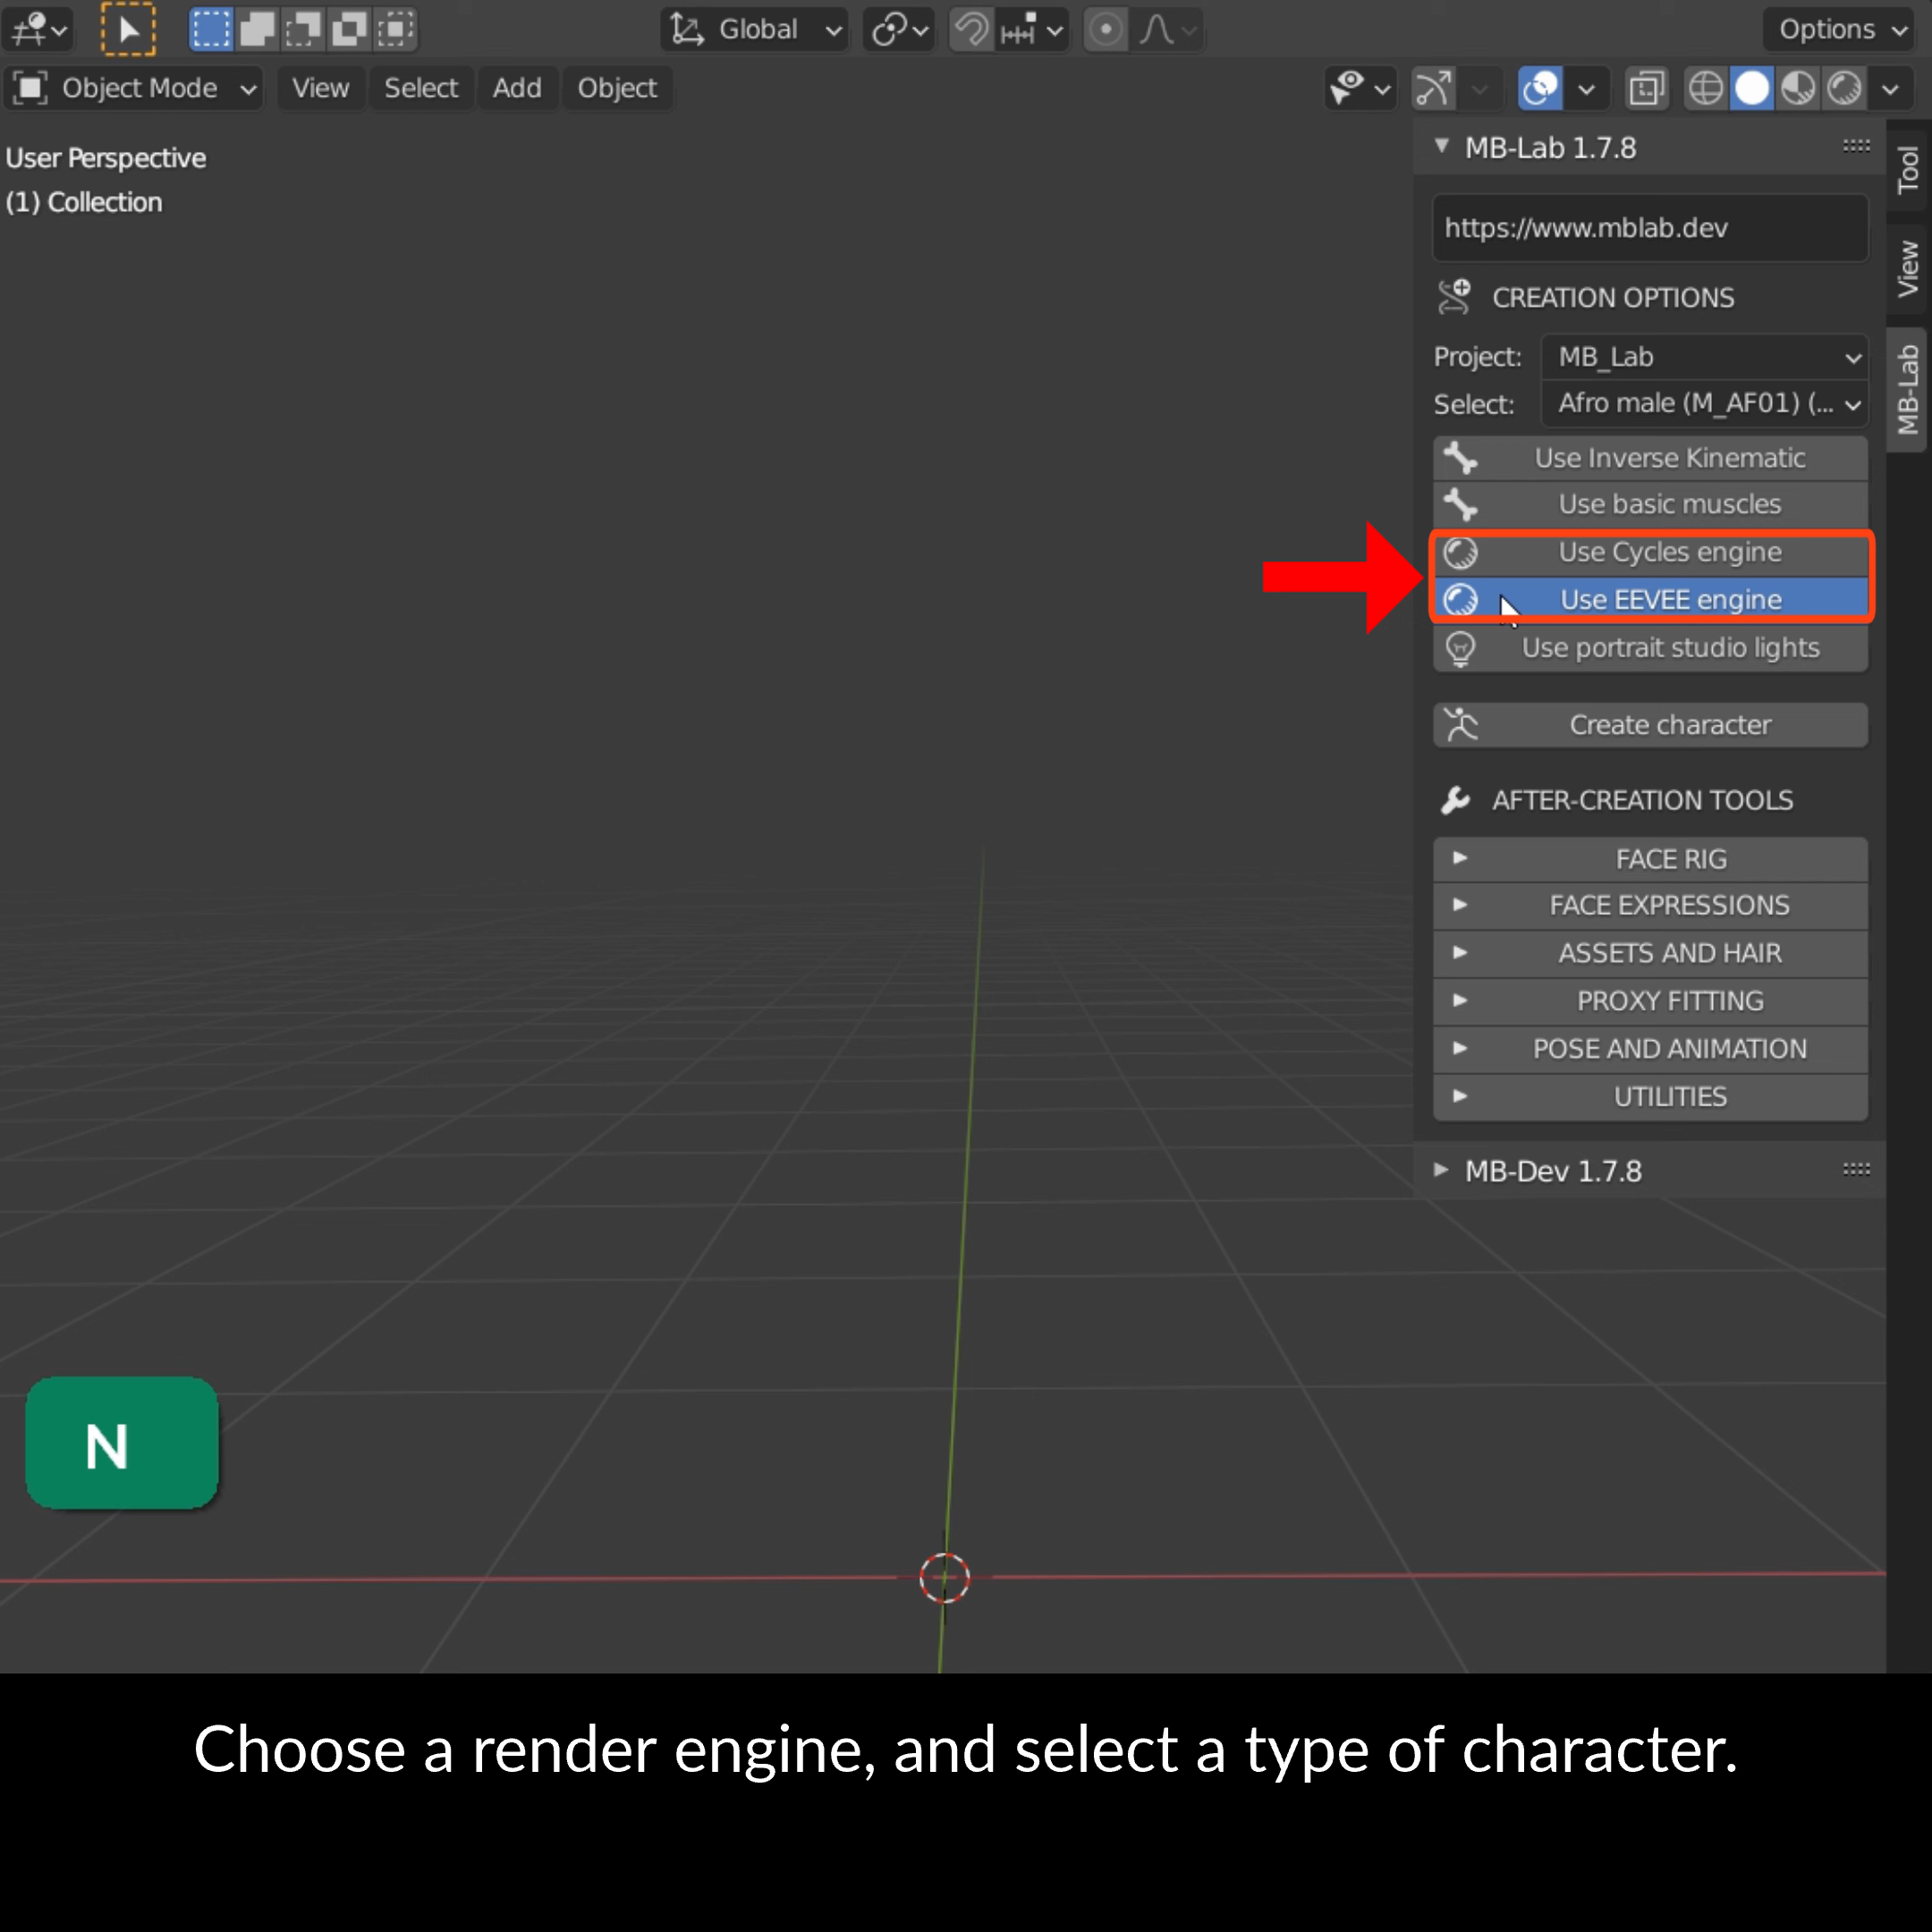 Global
Options
Object Mode
View
Select
Add
Object
User Perspective
(1) Collection
MB-Lab 1.7.8
https://www.mblab.dev
CREATION OPTIONS
Project:
MB_Lab
Select:
Afro male (M_AF01) (...
Use Inverse Kinematic
Use basic muscles
Use Cycles engine
Use EEVEE engine
Use portrait studio lights
Create character
AFTER-CREATION TOOLS
FACE RIG
FACE EXPRESSIONS
ASSETS AND HAIR
PROXY FITTING
POSE AND ANIMATION
UTILITIES
MB-Dev 1.7.8
Tool
View
MB-Lab
N
Choose a render engine, and select a type of character.